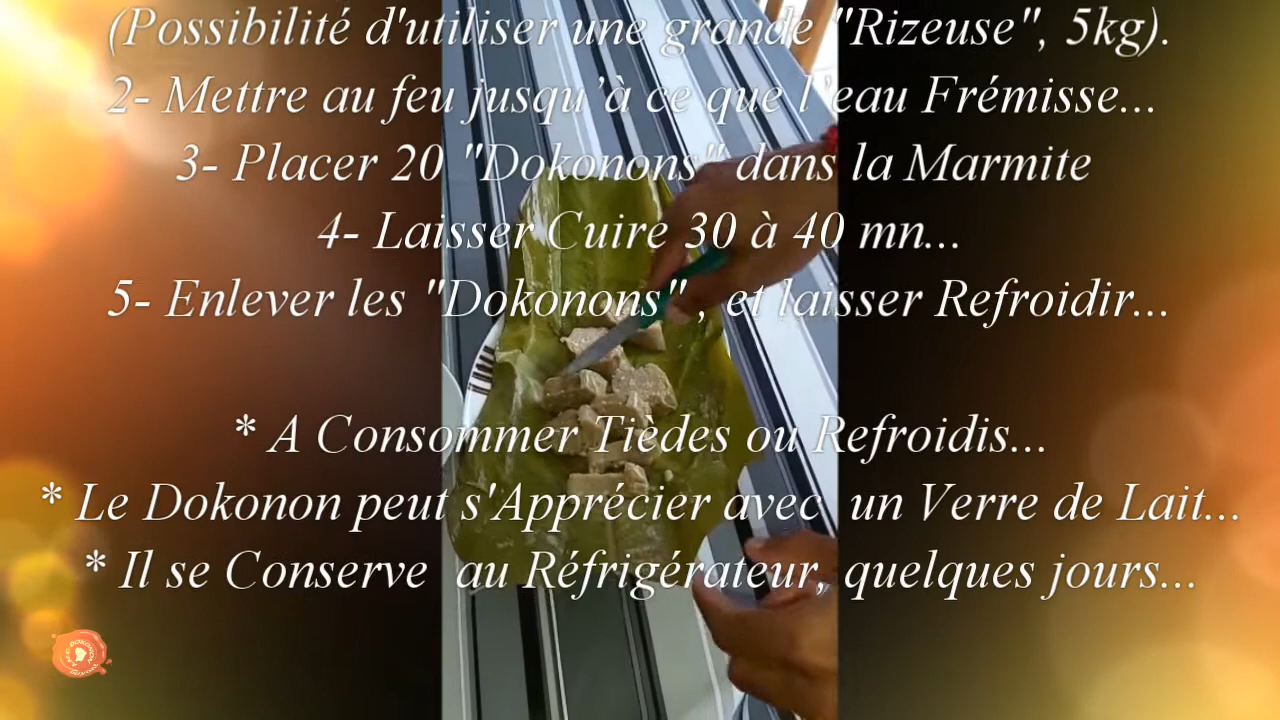 (Possibilité d'utiliser une grande "Rizeuse", 5kg).
2- Mettre au feu jusqu'à ce que l'eau Frémisse...
3- Placer 20 "Dokonons" dans la Marmite
4- Laisser Cuire 30 à 40 mn...
5- Enlever les "Dokonons" , et laisser Refroidir...
* A Consommer Tièdes ou Refroidis...
* Le Dokonon peut s'Apprécier avec un Verre de Lait...
* Il se Conserve au Réfrigérateur, quelques jours...